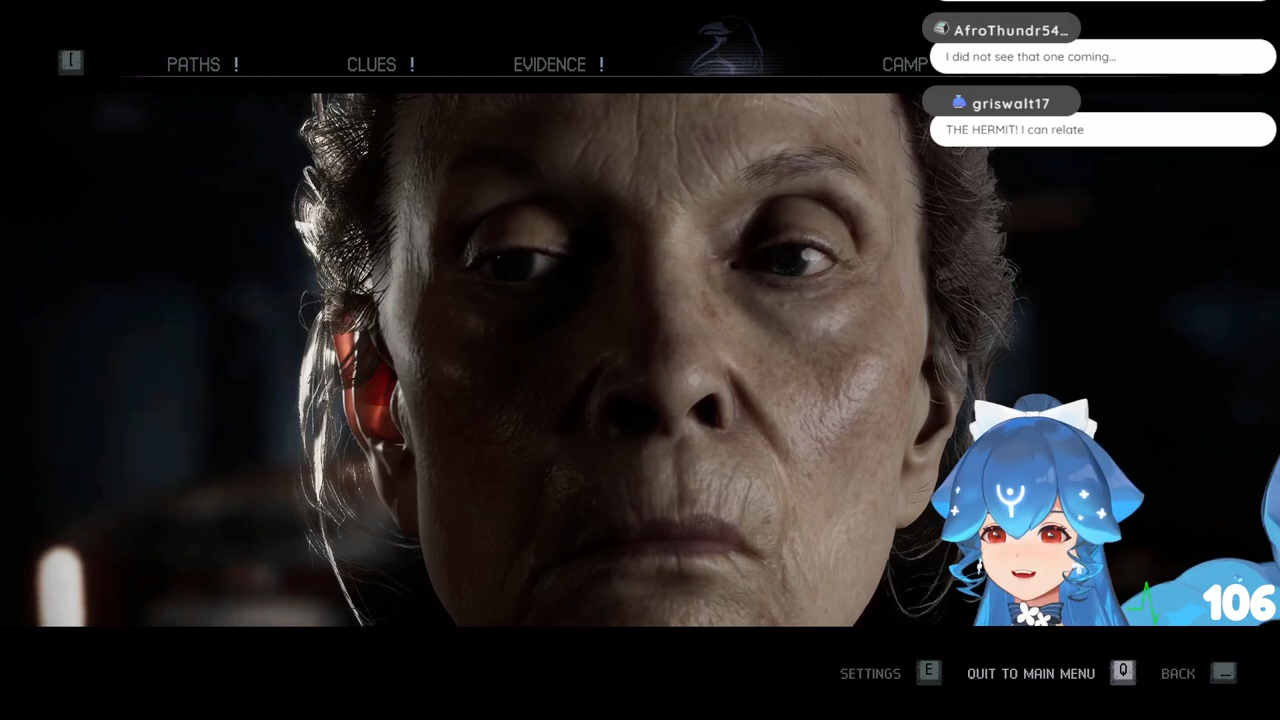 [
PATHS !
CLUES !
EVIDENCE !
CAMP
AfroThundr54...
I did not see that one coming...
griswalt17
THE HERMIT! I can relate
106
SETTINGS E
QUIT TO MAIN MENU Q
BACK